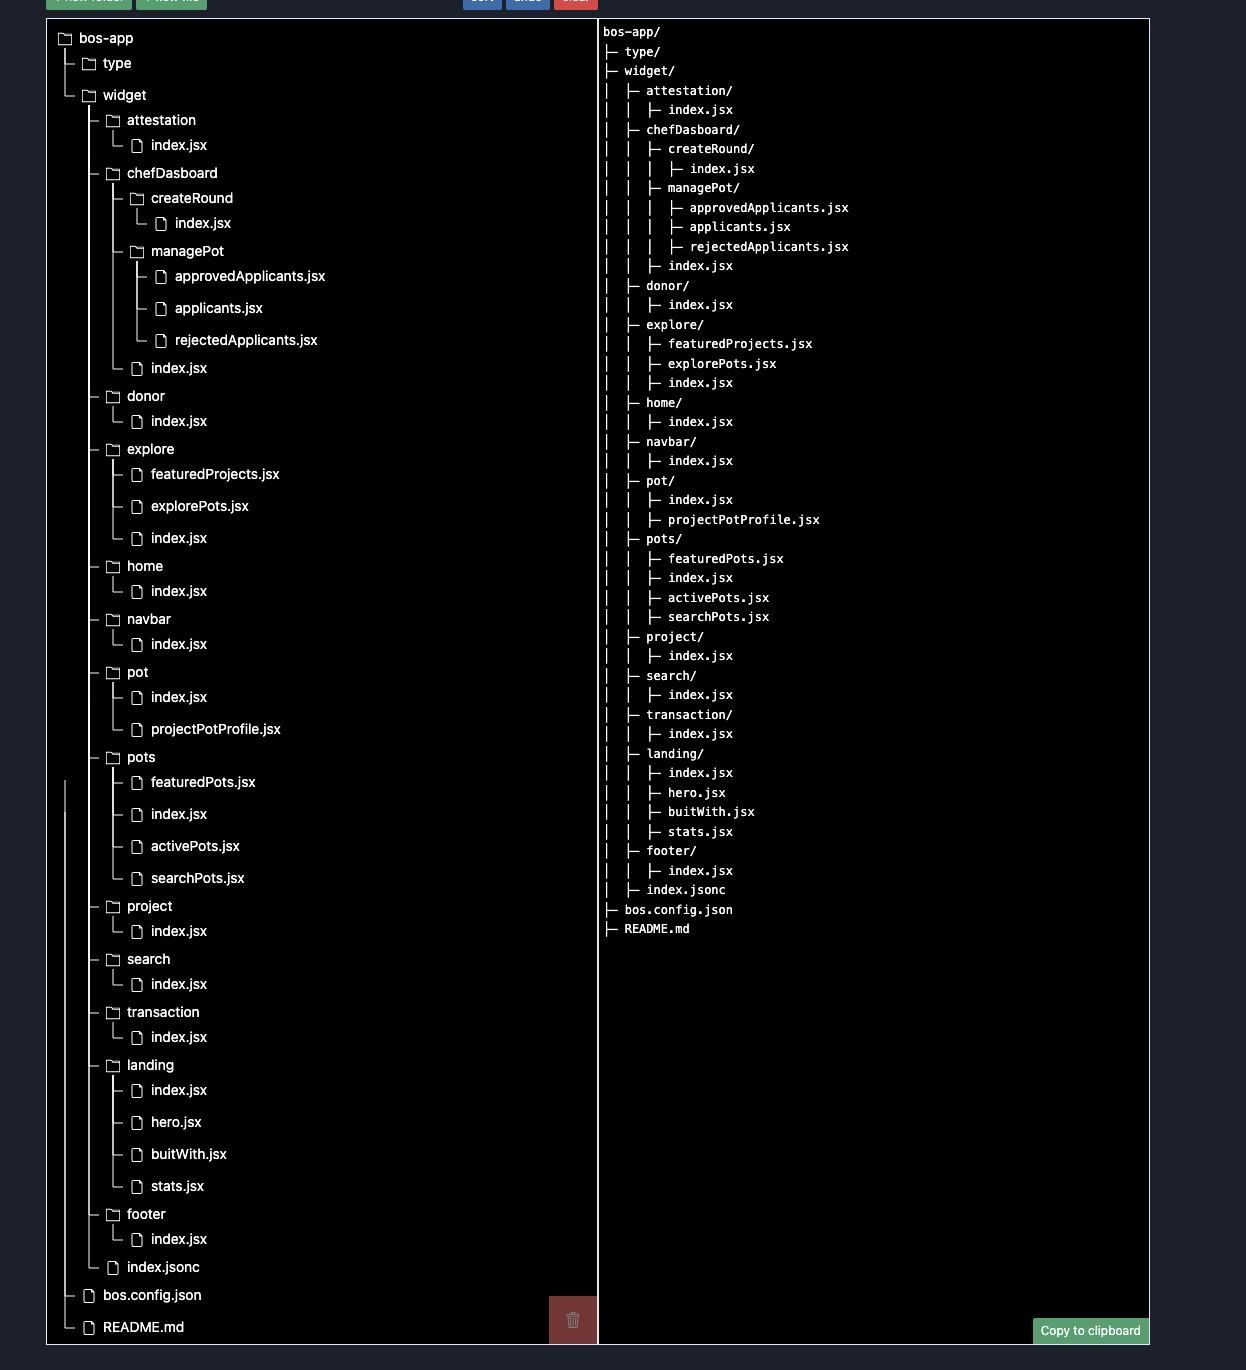 sort undo clear
bos-app
type
widget
attestation
index.jsx
chefDasboard
createRound
index.jsx
managePot
approvedApplicants.jsx
applicants.jsx
rejectedApplicants.jsx
index.jsx
donor
index.jsx
explore
featuredProjects.jsx
explorePots.jsx
index.jsx
home
index.jsx
navbar
index.jsx
pot
index.jsx
projectPotProfile.jsx
pots
featuredPots.jsx
index.jsx
activePots.jsx
searchPots.jsx
project
index.jsx
search
index.jsx
transaction
index.jsx
landing
index.jsx
hero.jsx
buitWith.jsx
stats.jsx
footer
index.jsx
index.jsonc
bos.config.json
README.md
bos-app/
├─ type/
├─ widget/
│  ├─ attestation/
│  │  ├─ index.jsx
│  ├─ chefDasboard/
│  │  ├─ createRound/
│  │  │  ├─ index.jsx
│  │  ├─ managePot/
│  │  │  ├─ approvedApplicants.jsx
│  │  │  ├─ applicants.jsx
│  │  │  ├─ rejectedApplicants.jsx
│  │  ├─ index.jsx
│  ├─ donor/
│  │  ├─ index.jsx
│  ├─ explore/
│  │  ├─ featuredProjects.jsx
│  │  ├─ explorePots.jsx
│  │  ├─ index.jsx
│  ├─ home/
│  │  ├─ index.jsx
│  ├─ navbar/
│  │  ├─ index.jsx
│  ├─ pot/
│  │  ├─ index.jsx
│  │  ├─ projectPotProfile.jsx
│  ├─ pots/
│  │  ├─ featuredPots.jsx
│  │  ├─ index.jsx
│  │  ├─ activePots.jsx
│  │  ├─ searchPots.jsx
│  ├─ project/
│  │  ├─ index.jsx
│  ├─ search/
│  │  ├─ index.jsx
│  ├─ transaction/
│  │  ├─ index.jsx
│  ├─ landing/
│  │  ├─ index.jsx
│  │  ├─ hero.jsx
│  │  ├─ buitWith.jsx
│  │  ├─ stats.jsx
│  ├─ footer/
│  │  ├─ index.jsx
│  ├─ index.jsonc
├─ bos.config.json
├─ README.md
Copy to clipboard